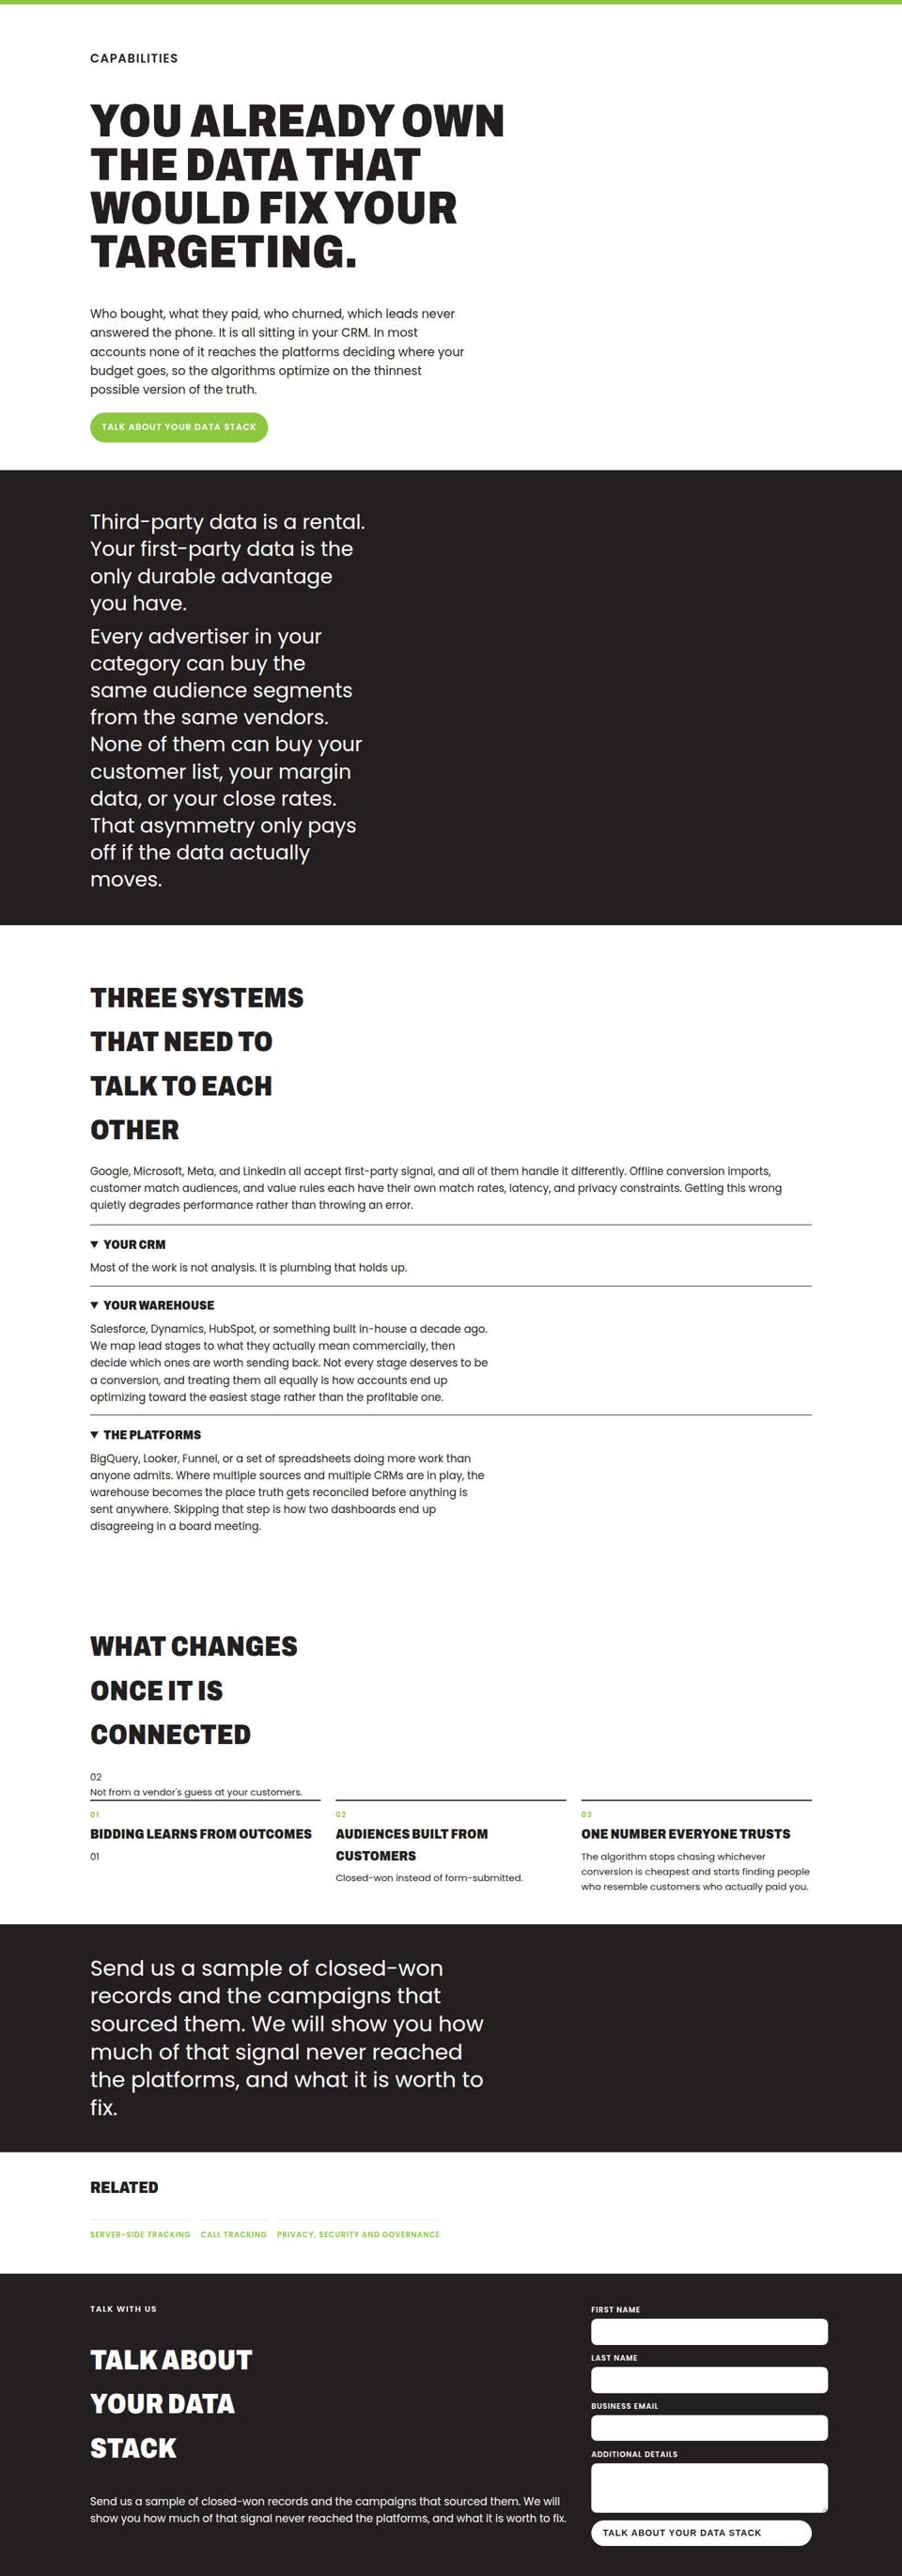 CAPABILITIES
YOU ALREADY OWN
THE DATA THAT
WOULD FIX YOUR
TARGETING.
Who bought, what they paid, who churned, which leads never
answered the phone. It is all sitting in your CRM. In most
accounts none of it reaches the platforms deciding where your
budget goes, so the algorithms optimize on the thinnest
possible version of the truth.
TALK ABOUT YOUR DATA STACK
Third-party data is a rental.
Your first-party data is the
only durable advantage
you have.
Every advertiser in your
category can buy the
same audience segments
from the same vendors.
None of them can buy your
customer list, your margin
data, or your close rates.
That asymmetry only pays
off if the data actually
moves.
THREE SYSTEMS
THAT NEED TO
TALK TO EACH
OTHER
Google, Microsoft, Meta, and LinkedIn all accept first-party signal, and all of them handle it differently. Offline conversion imports,
customer match audiences, and value rules each have their own match rates, latency, and privacy constraints. Getting this wrong
quietly degrades performance rather than throwing an error.
YOUR CRM
Most of the work is not analysis. It is plumbing that holds up.
YOUR WAREHOUSE
Salesforce, Dynamics, HubSpot, or something built in-house a decade ago.
We map lead stages to what they actually mean commercially, then
decide which ones are worth sending back. Not every stage deserves to be
a conversion, and treating them all equally is how accounts end up
optimizing toward the easiest stage rather than the profitable one.
THE PLATFORMS
BigQuery, Looker, Funnel, or a set of spreadsheets doing more work than
anyone admits. Where multiple sources and multiple CRMs are in play, the
warehouse becomes the place truth gets reconciled before anything is
sent anywhere. Skipping that step is how two dashboards end up
disagreeing in a board meeting.
WHAT CHANGES
ONCE IT IS
CONNECTED
02
Not from a vendor's guess at your customers.
01
BIDDING LEARNS FROM OUTCOMES
01
02
AUDIENCES BUILT FROM
CUSTOMERS
Closed-won instead of form-submitted.
03
ONE NUMBER EVERYONE TRUSTS
The algorithm stops chasing whichever
conversion is cheapest and starts finding people
who resemble customers who actually paid you.
Send us a sample of closed-won
records and the campaigns that
sourced them. We will show you how
much of that signal never reached
the platforms, and what it is worth to
fix.
RELATED
SERVER-SIDE TRACKING
CALL TRACKING
PRIVACY, SECURITY AND GOVERNANCE
TALK WITH US
TALK ABOUT
YOUR DATA
STACK
Send us a sample of closed-won records and the campaigns that sourced them. We will
show you how much of that signal never reached the platforms, and what it is worth to fix.
FIRST NAME
LAST NAME
BUSINESS EMAIL
ADDITIONAL DETAILS
TALK ABOUT YOUR DATA STACK